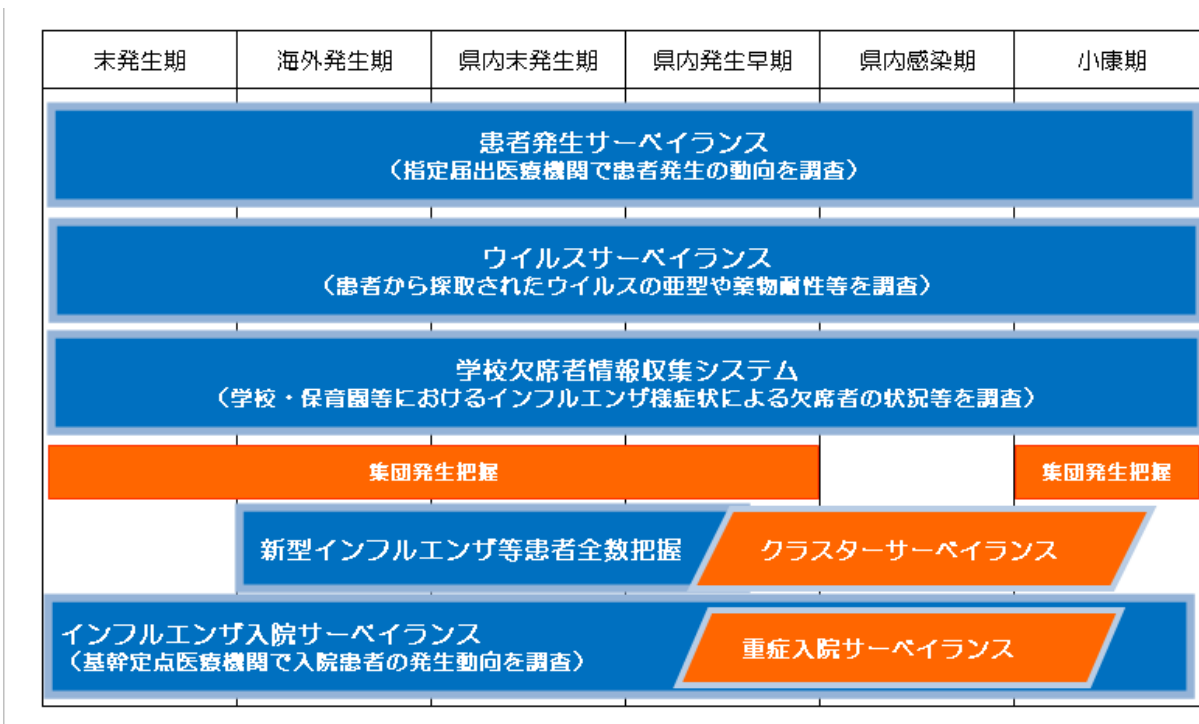 末発生期
海外発生期
県内末発生期
県内発生早期
県内感染期
小康期
患者発生サーベイランス
（指定届出医療機関で患者発生の動向を調査）
ウイルスサーベイランス
（患者から採取されたウイルスの亜型や薬物耐性等を調査）
学校欠席者情報収集システム
（学校・保育園等におけるインフルエンザ様症状による欠席者の状況等を調査）
集団発生把握
集団発生把握
新型インフルエンザ等患者全数把握
クラスターサーベイランス
インフルエンザ入院サーベイランス
（基幹定点医療機関で入院患者の発生動向を調査）
重症入院サーベイランス